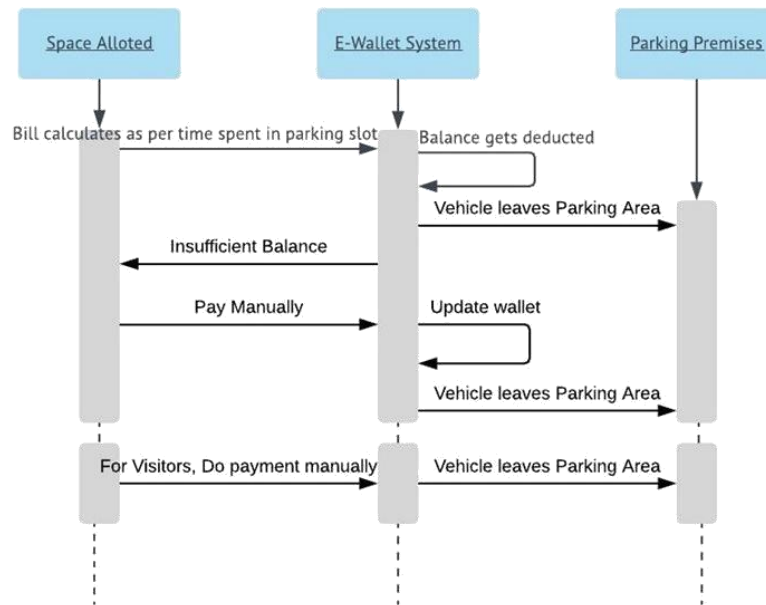 Space Alloted
E-Wallet System
Parking Premises
Bill calculates as per time spent in parking slot
Balance gets deducted
Vehicle leaves Parking Area
Insufficient Balance
Pay Manually
Update wallet
Vehicle leaves Parking Area
For Visitors, Do payment manually
Vehicle leaves Parking Area